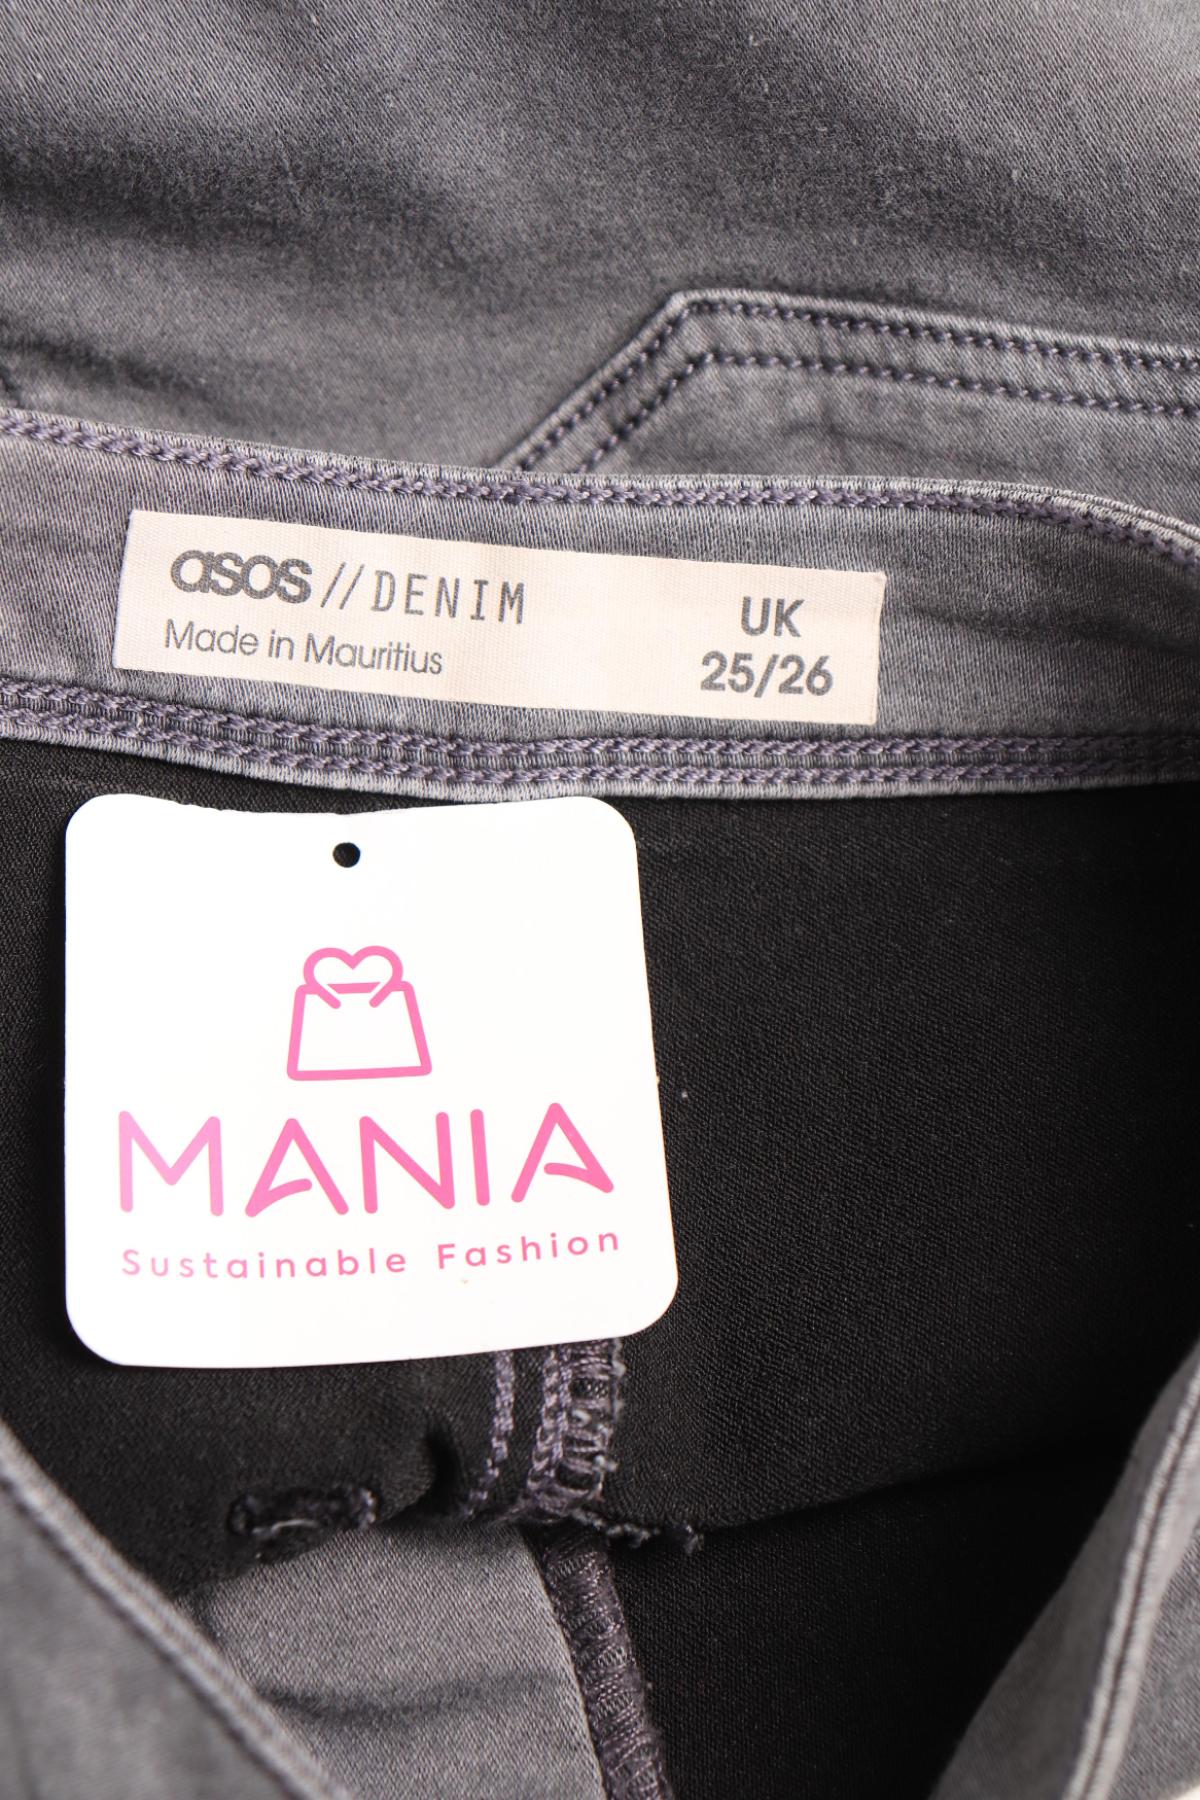 asos // DENIM
Made in Mauritius
UK
25/26
MANIA
Sustainable Fashion